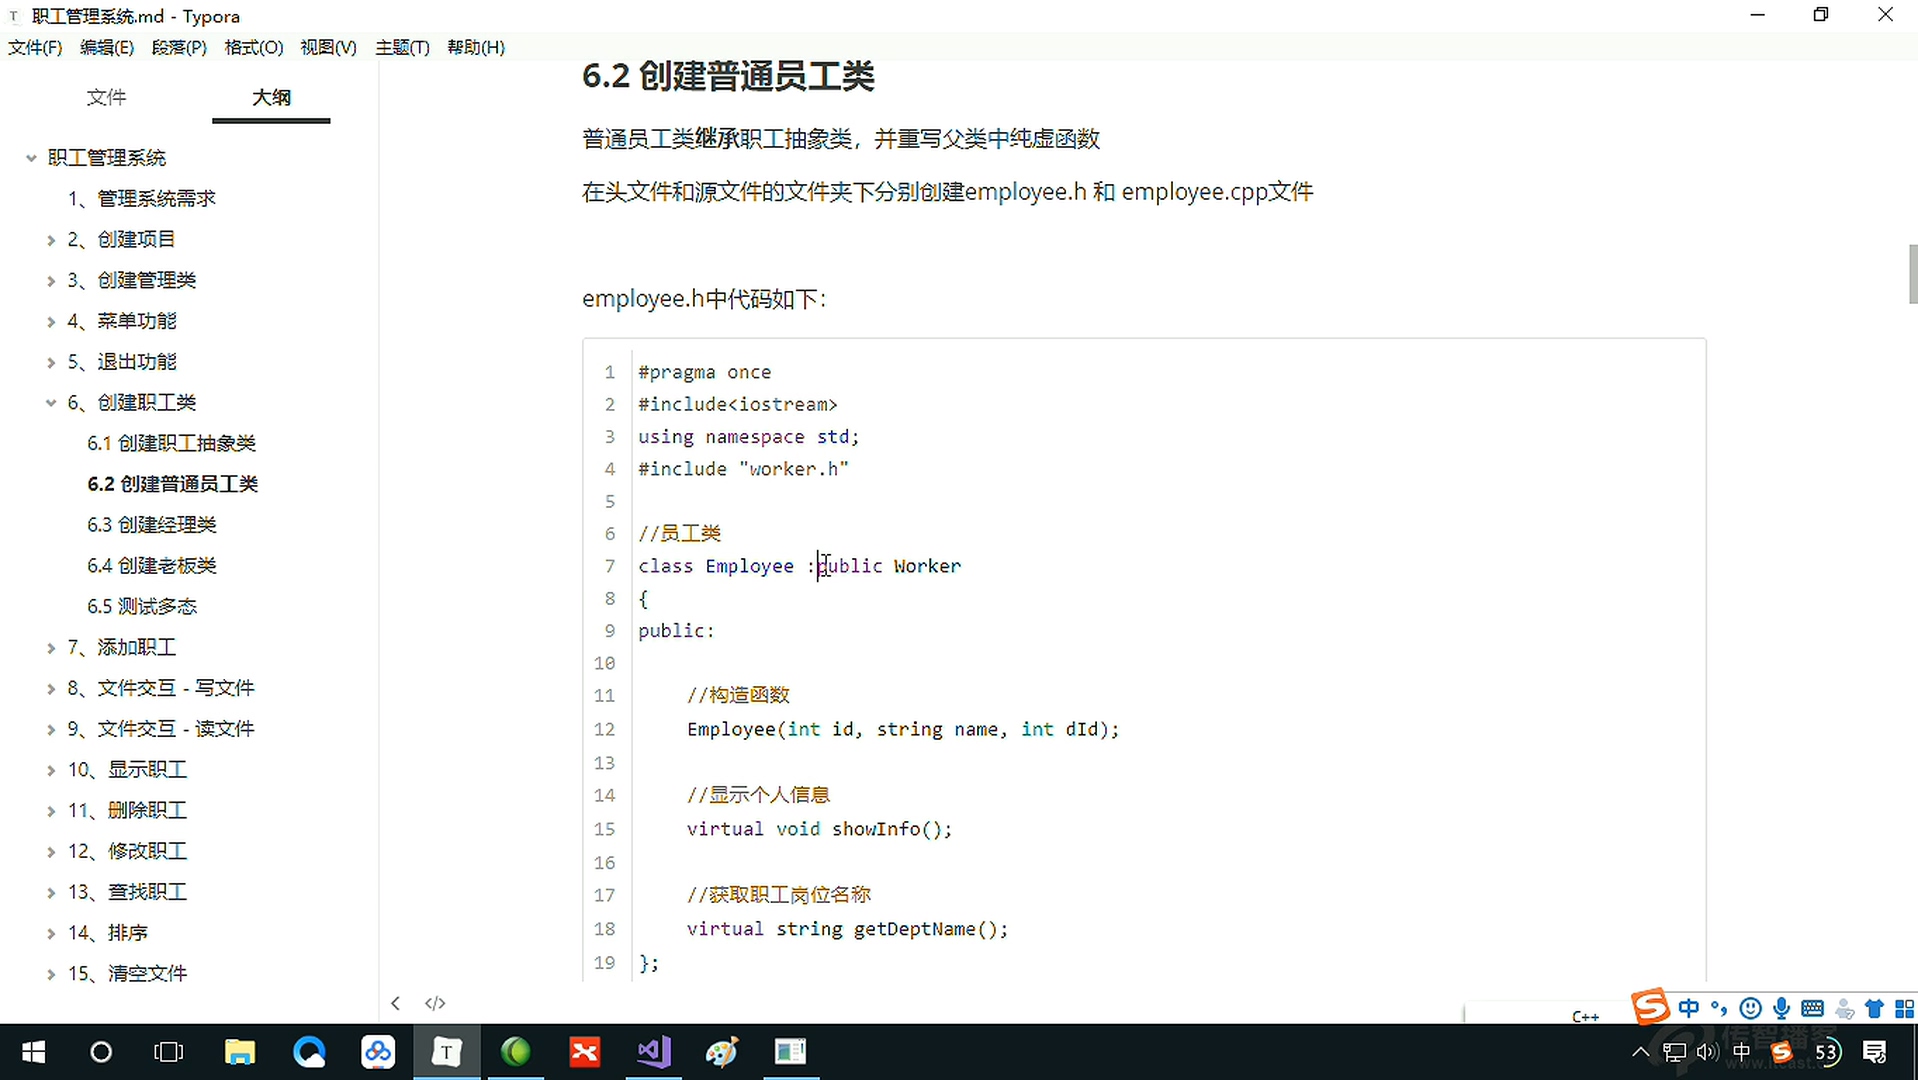 职工管理系统.md - Typora
文件(F) 编辑(E) 段落(P) 格式(O) 视图(V) 主题(T) 帮助(H)
文件 大纲
职工管理系统
1、管理系统需求
2、创建项目
3、创建管理类
4、菜单功能
5、退出功能
6、创建职工类
6.1 创建职工抽象类
6.2 创建普通员工类
6.3 创建经理类
6.4 创建老板类
6.5 测试多态
7、添加职工
8、文件交互 - 写文件
9、文件交互 - 读文件
10、显示职工
11、删除职工
12、修改职工
13、查找职工
14、排序
15、清空文件
6.2 创建普通员工类
普通员工类继承职工抽象类，并重写父类中纯虚函数
在头文件和源文件的文件夹下分别创建employee.h 和 employee.cpp文件
employee.h中代码如下：
1 #pragma once
2 #include<iostream>
3 using namespace std;
4 #include "worker.h"
5
6 //员工类
7 class Employee :public Worker
8 {
9 public:
10
11 //构造函数
12 Employee(int id, string name, int dId);
13
14 //显示个人信息
15 virtual void showInfo();
16
17 //获取职工岗位名称
18 virtual string getDeptName();
19 };
C++
中
中
53
传智播客